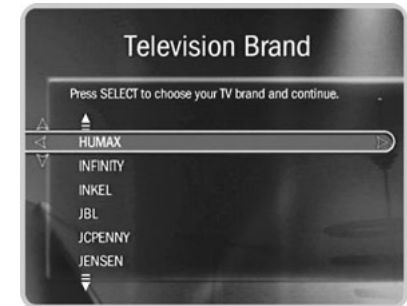 Television Brand
Press SELECT to choose your TV brand and continue.
HUMAX
INFINITY
INKEL
JBL
JCPENNY
JENSEN